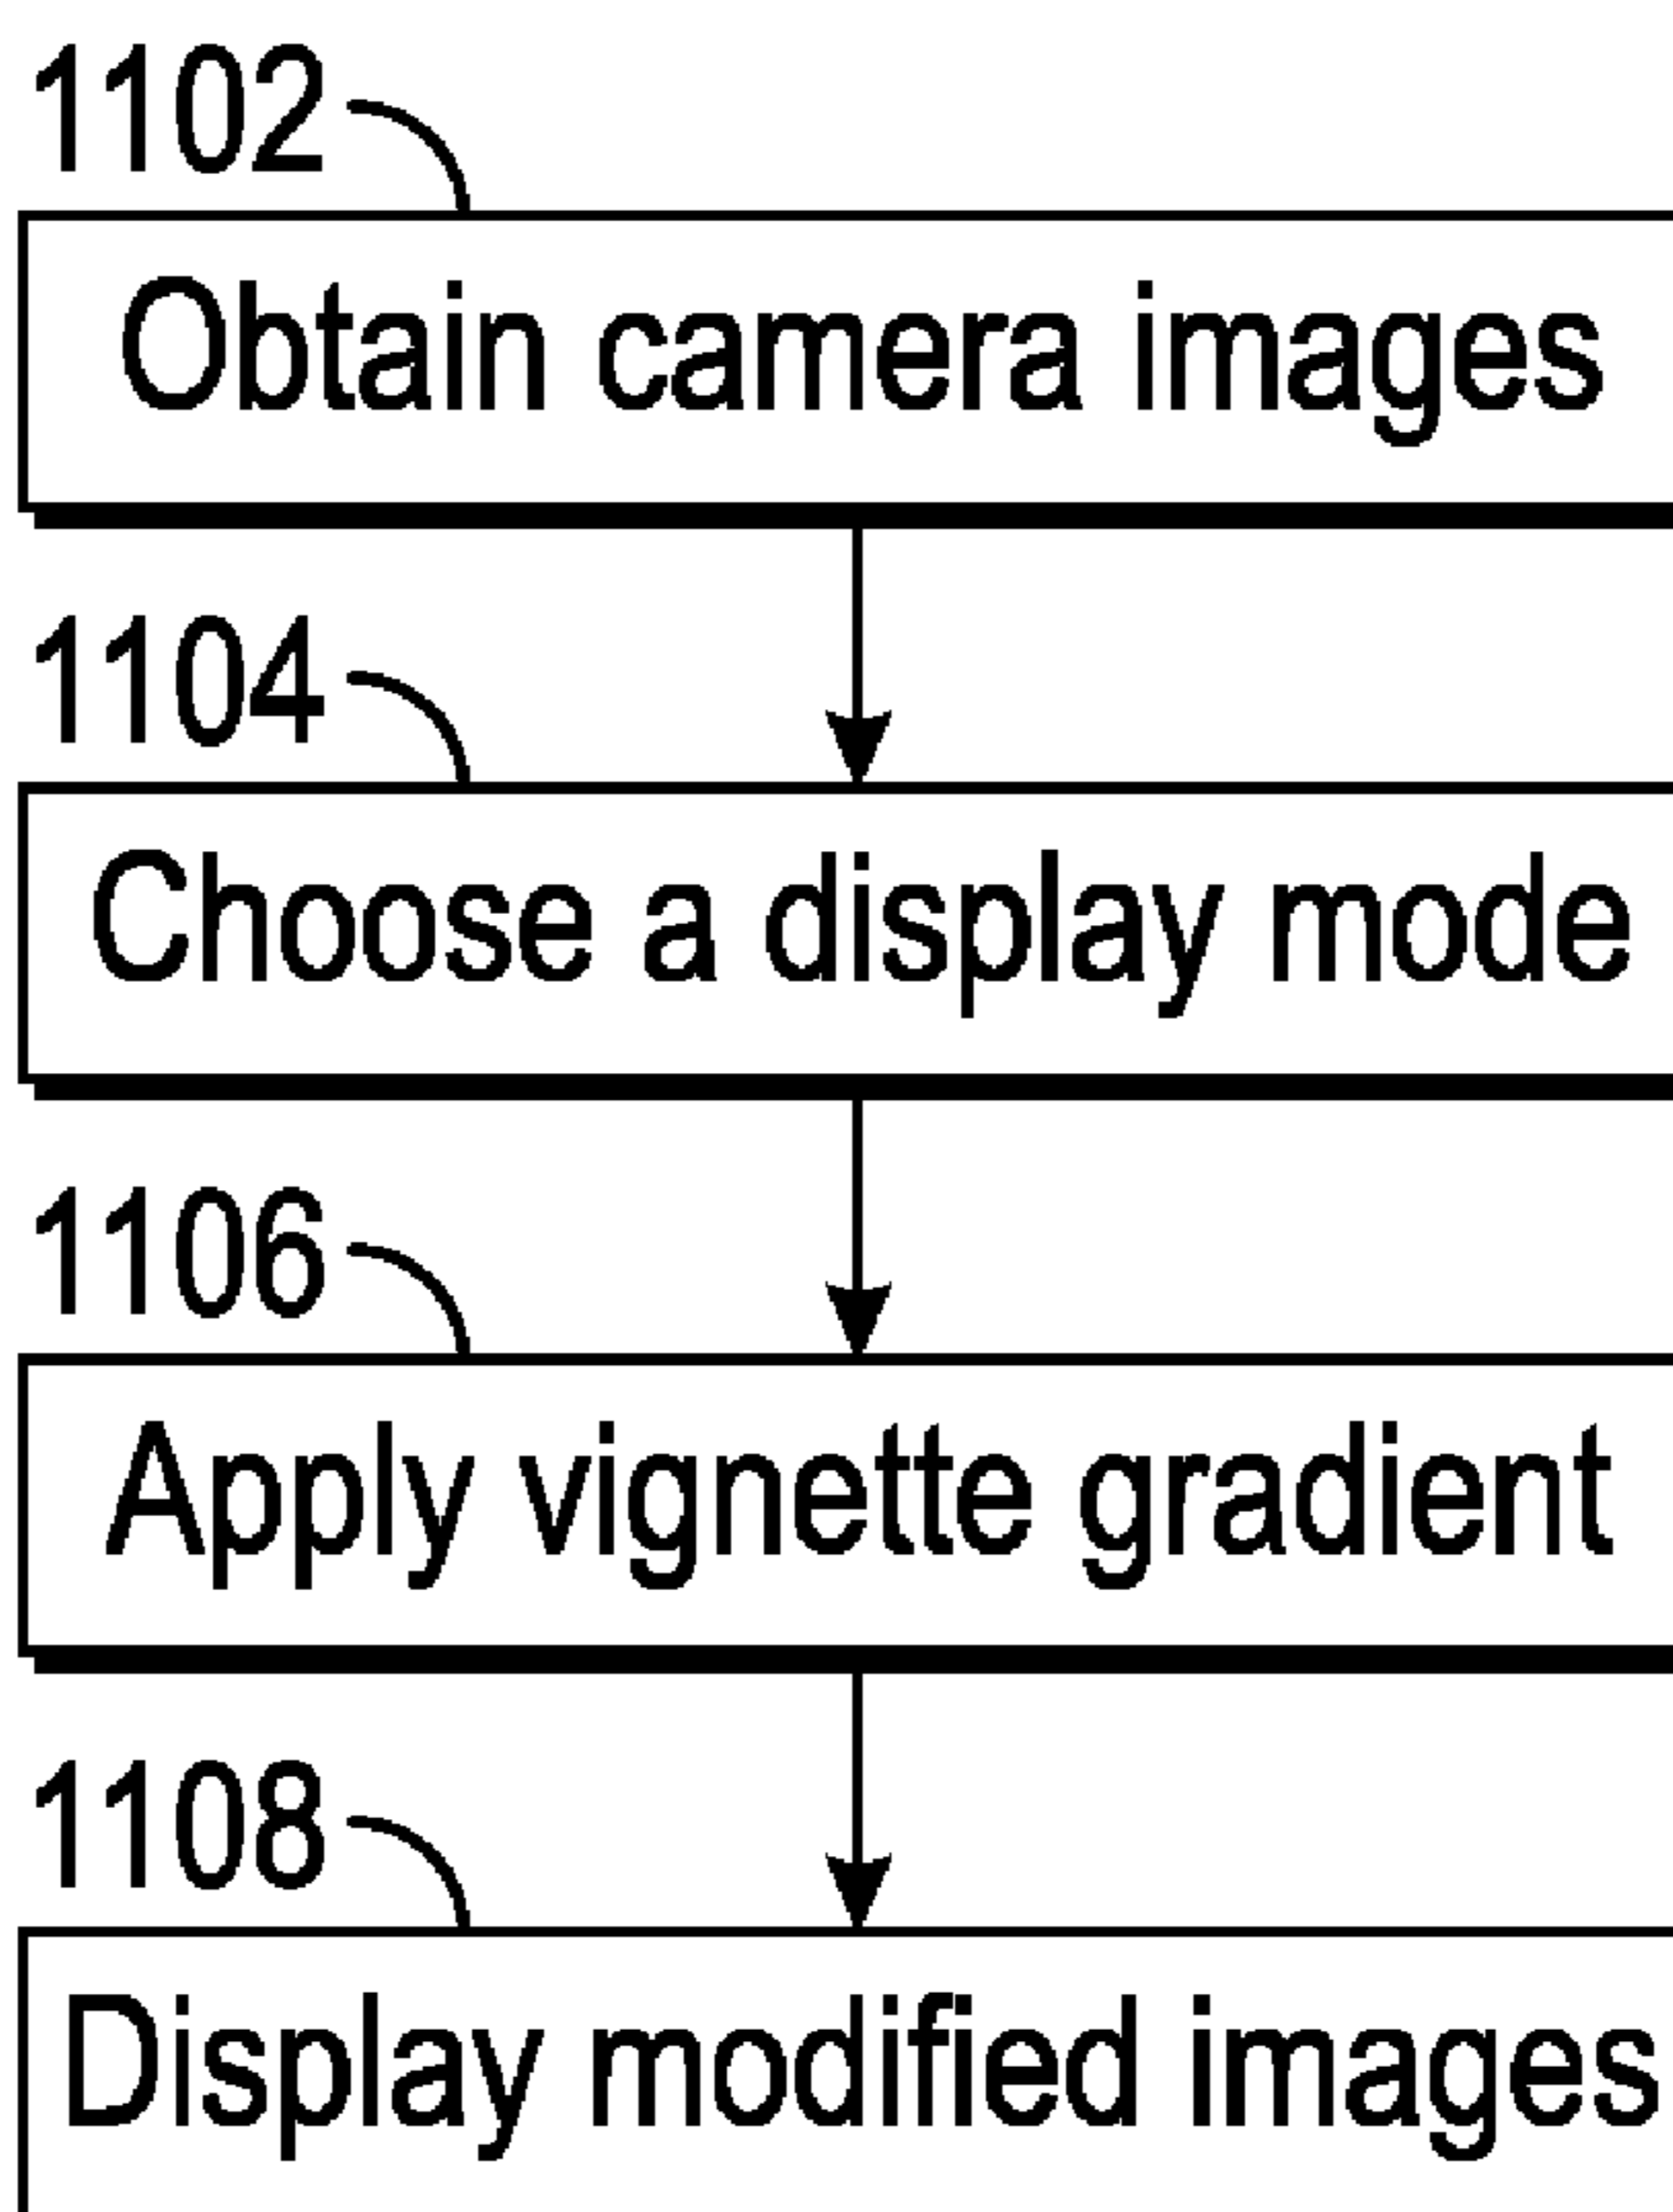 1102
Obtain camera images
1104
Choose a display mode
1106
Apply vignette gradient
1108
Display modified images